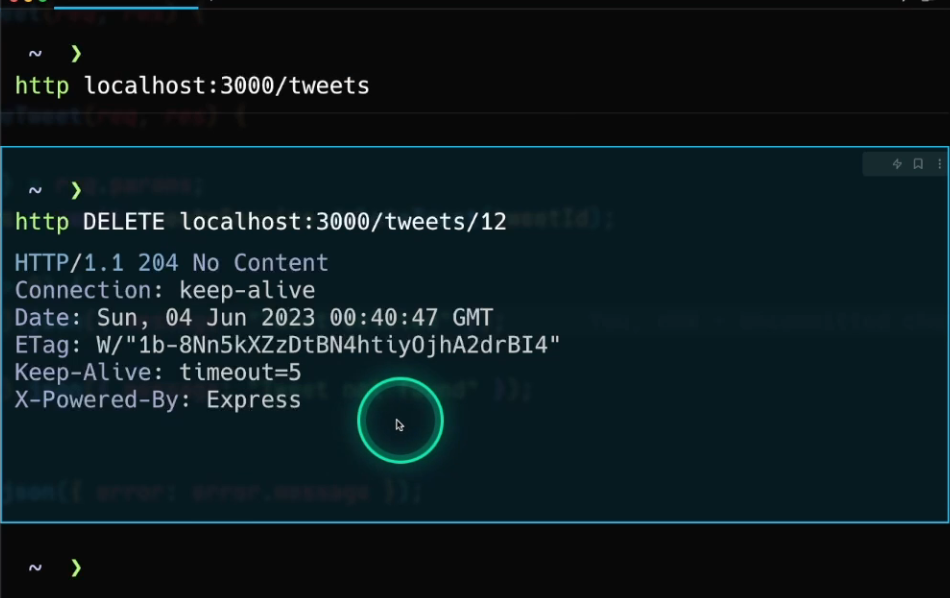 ~ ❯
http localhost:3000/tweets
~ ❯
http DELETE localhost:3000/tweets/12
HTTP/1.1 204 No Content
Connection: keep-alive
Date: Sun, 04 Jun 2023 00:40:47 GMT
ETag: W/"1b-8Nn5kXZzDtBN4htiyOjhA2drBI4"
Keep-Alive: timeout=5
X-Powered-By: Express
~ ❯